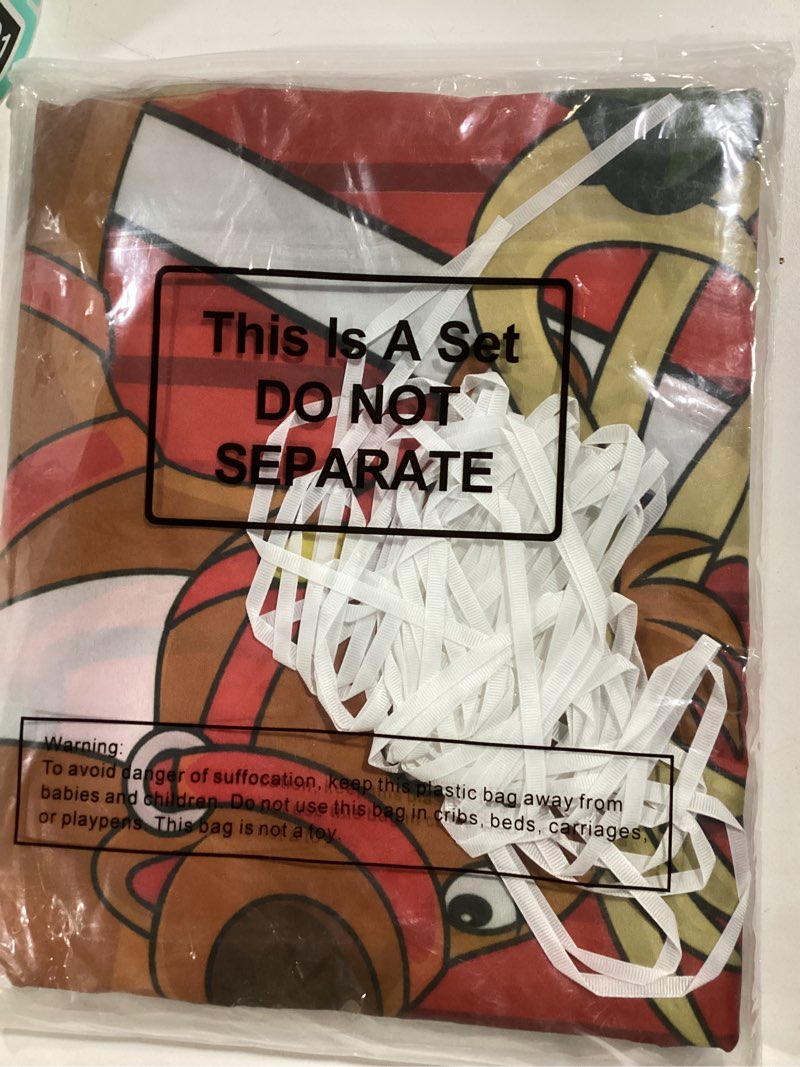 1
This Is A Set
DO NOT
SEPARATE
Warning:
To avoid danger of suffocation, keep this plastic bag away from
babies and children. Do not use this bag in cribs, beds, carriages,
or playpens. This bag is not a toy.